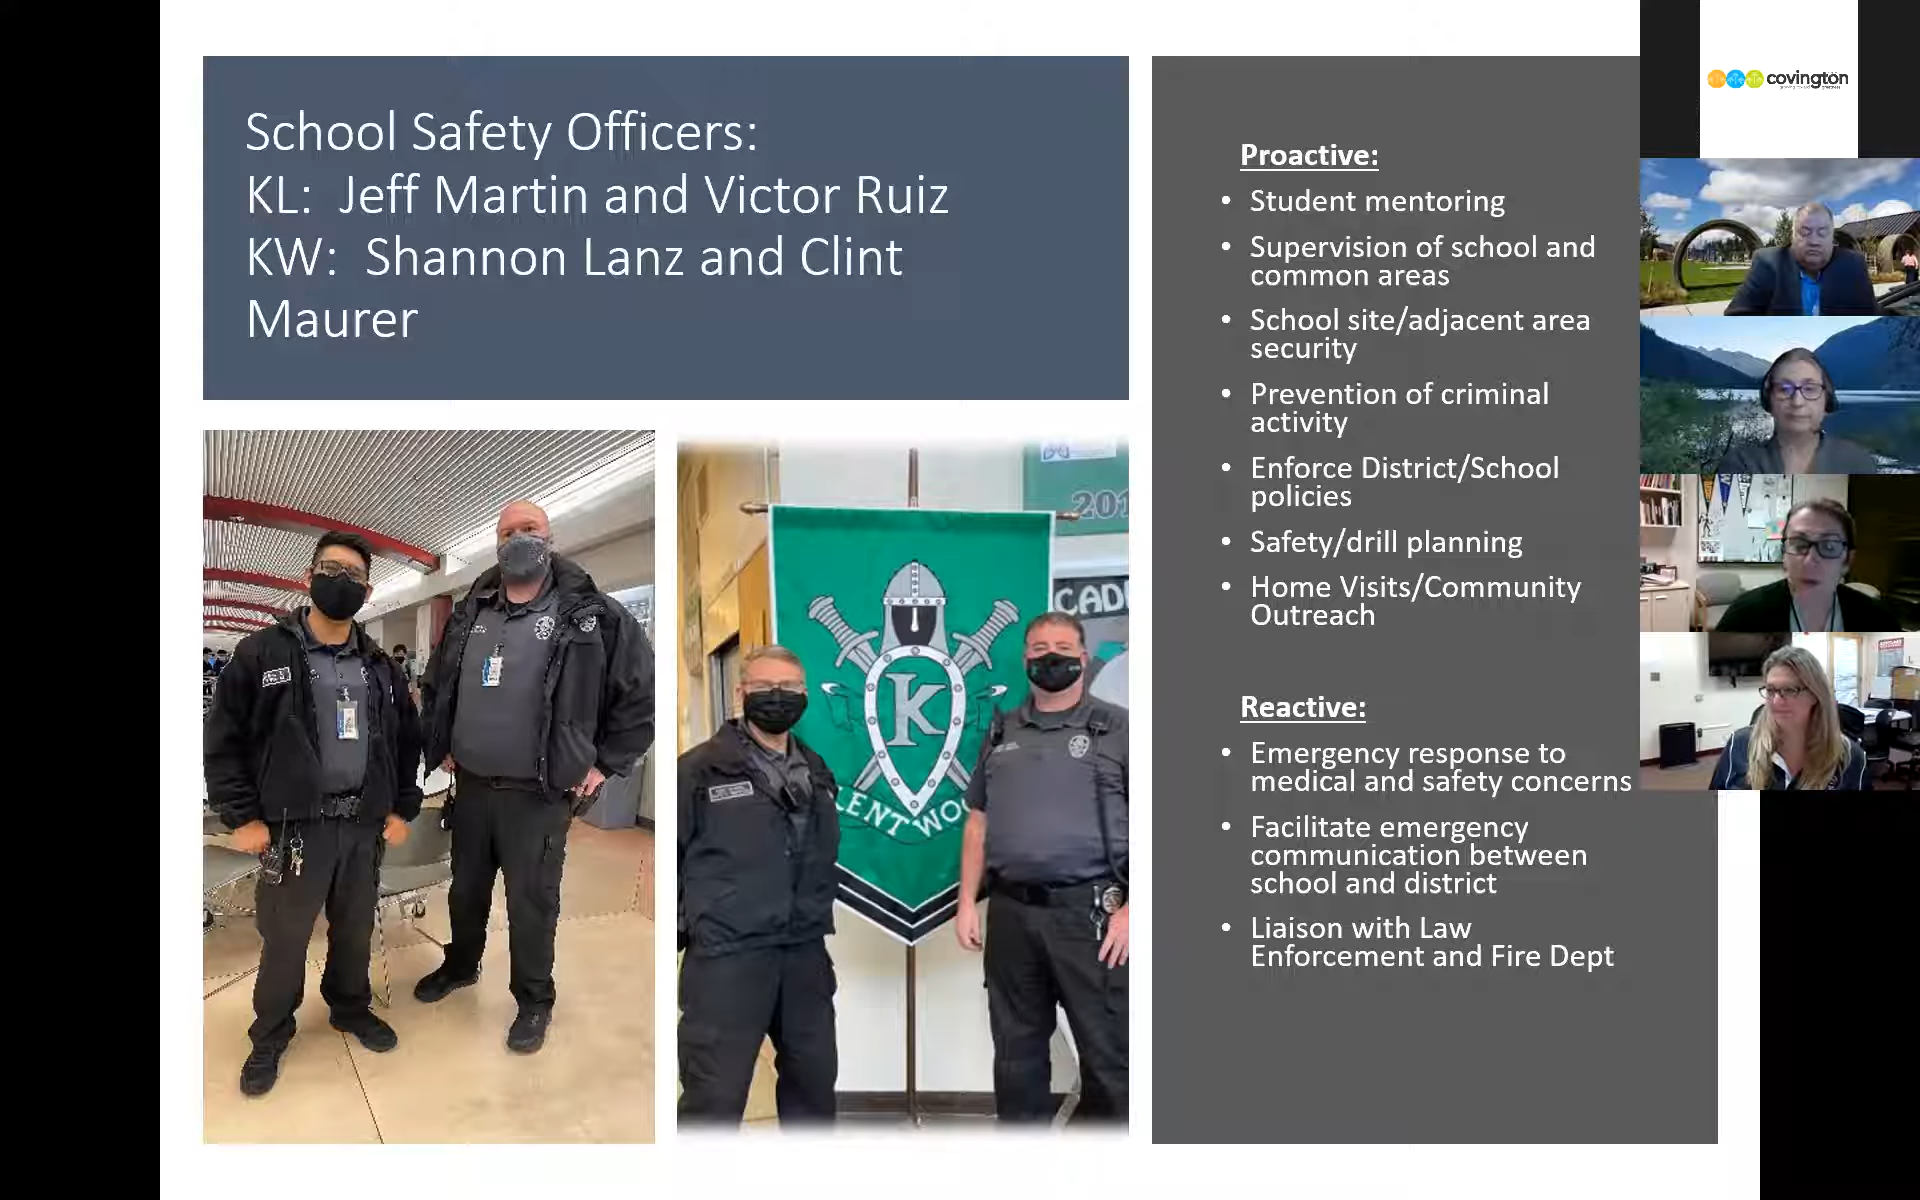 School Safety Officers:
KL: Jeff Martin and Victor Ruiz
KW: Shannon Lanz and Clint
Maurer
201
CADE
K
LENTWOO
Proactive:
• Student mentoring
• Supervision of school and
common areas
• School site/adjacent area
security
• Prevention of criminal
activity
• Enforce District/School
policies
• Safety/drill planning
• Home Visits/Community
Outreach
Reactive:
• Emergency response to
medical and safety concerns
• Facilitate emergency
communication between
school and district
• Liaison with Law
Enforcement and Fire Dept
covington